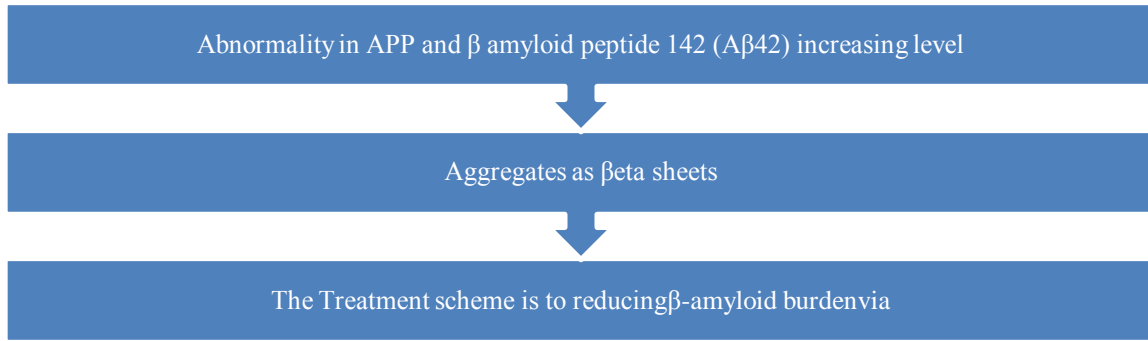 Abnormality in APP and β amyloid peptide 142 (Aβ42) increasing level
Aggregates as βeta sheets
The Treatment scheme is to reducingβ-amyloid burdenvia